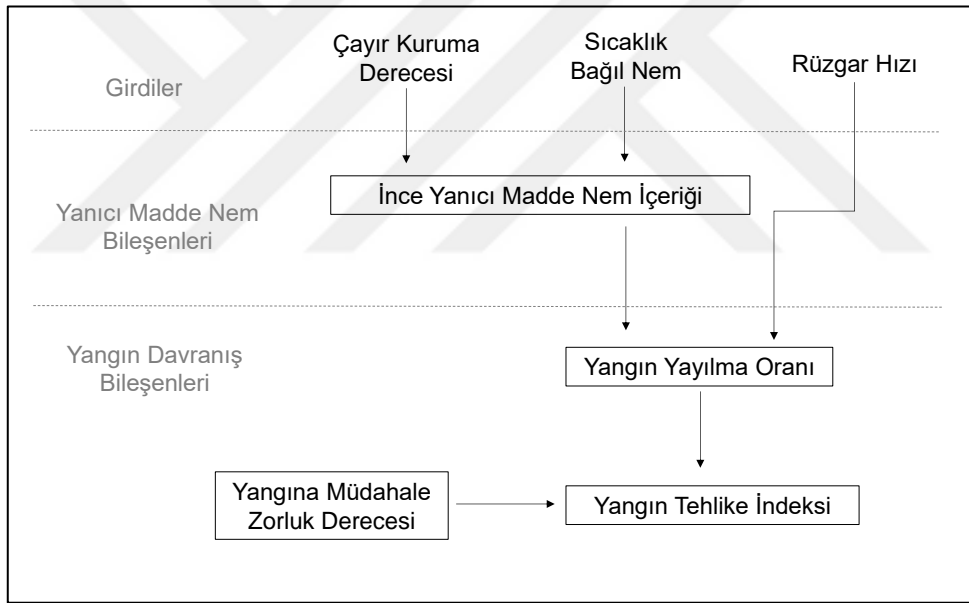 Çayır Kuruma
Derecesi
Sıcaklık
Bağıl Nem
Rüzgar Hızı
Girdiler
İnce Yanıcı Madde Nem İçeriği
Yanıcı Madde Nem
Bileşenleri
Yangın Davranış
Bileşenleri
Yangın Yayılma Oranı
Yangına Müdahale
Zorluk Derecesi
Yangın Tehlike İndeksi